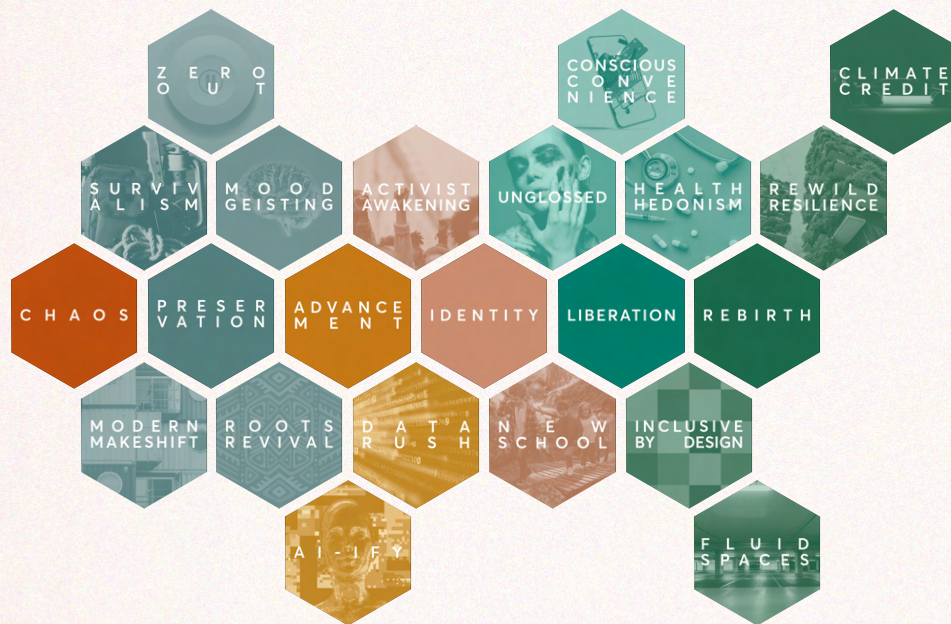 ZERO
OUT
CONSCIOUS
CONVE
NIENCE
CLIMATE
CREDIT
SURVIV
ALISM
MOOD
GEISTING
ACTIVIST
AWAKENING
UNGLOSSED
HEALTH
HEDONISM
REWILD
RESILIENCE
CHAOS
PRESER
VATION
ADVANCE
MENT
IDENTITY
LIBERATION
REBIRTH
MODERN
MAKESHIFT
ROOTS
REVIVAL
DATA
RUSH
NEW
SCHOOL
INCLUSIVE
BY DESIGN
AI-IFY
FLUID
SPACES